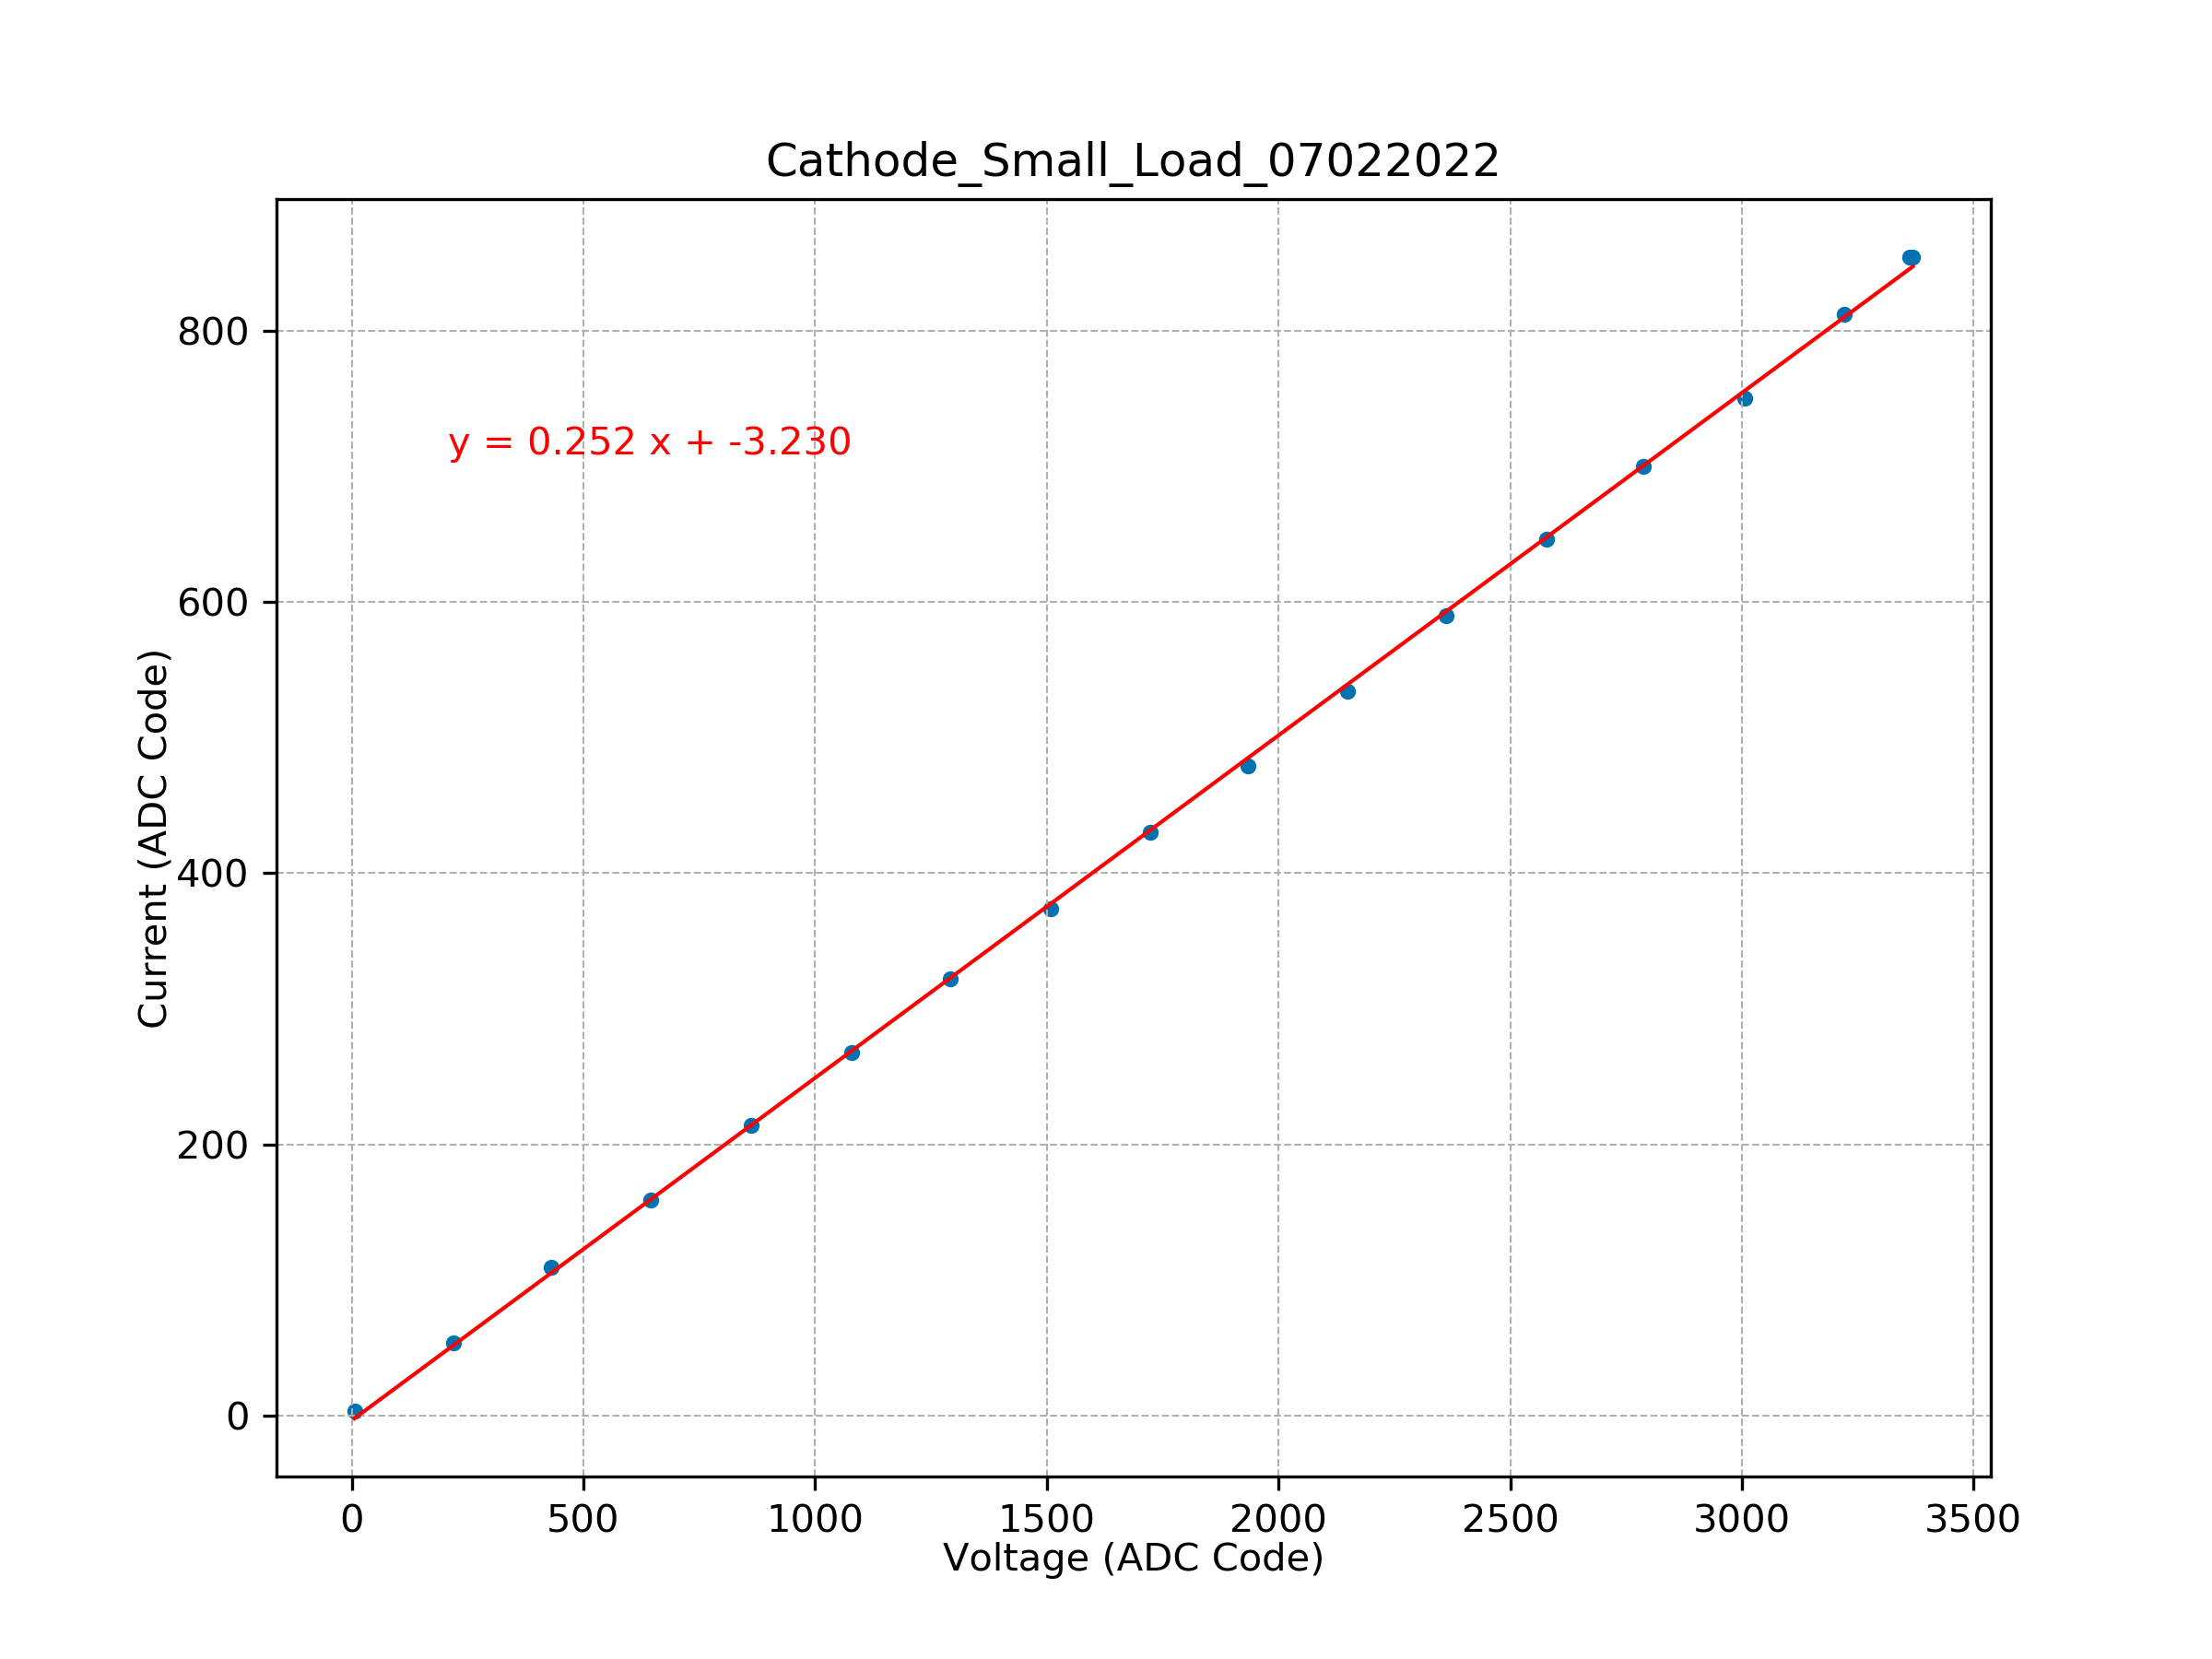 Cathode_Small_Load_07022022
800
600
400
200
0
y = 0.252 x + -3.230
Current (ADC Code)
0 500 1000 1500 2000 2500 3000 3500
Voltage (ADC Code)